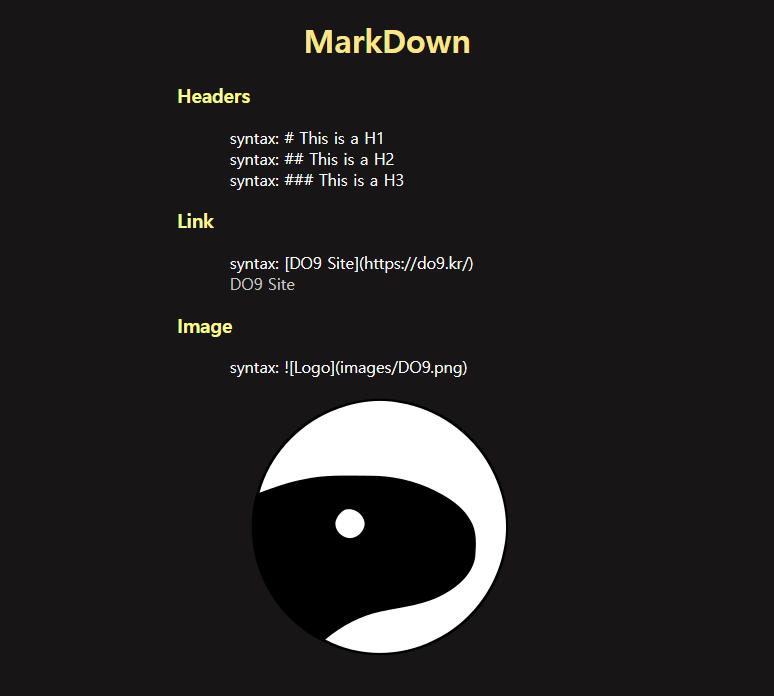 MarkDown
Headers
syntax: # This is a H1
syntax: ## This is a H2
syntax: ### This is a H3
Link
syntax: [DO9 Site](https://do9.kr/)
DO9 Site
Image
syntax: ![Logo](images/DO9.png)